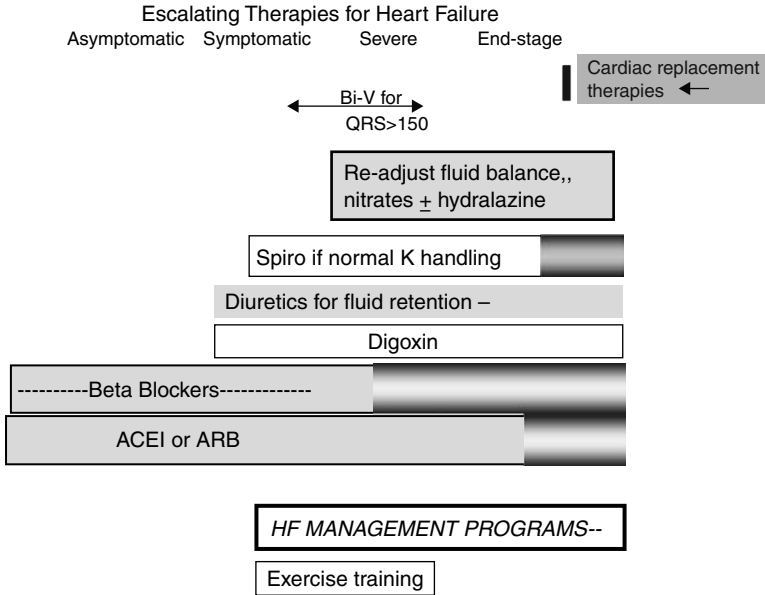 Escalating Therapies for Heart Failure
Asymptomatic Symptomatic Severe End-stage
Cardiac replacement
therapies
Bi-V for
QRS>150
Re-adjust fluid balance,,
nitrates ± hydralazine
Spiro if normal K handling
Diuretics for fluid retention –
Digoxin
----------Beta Blockers-------------
ACEI or ARB
HF MANAGEMENT PROGRAMS--
Exercise training